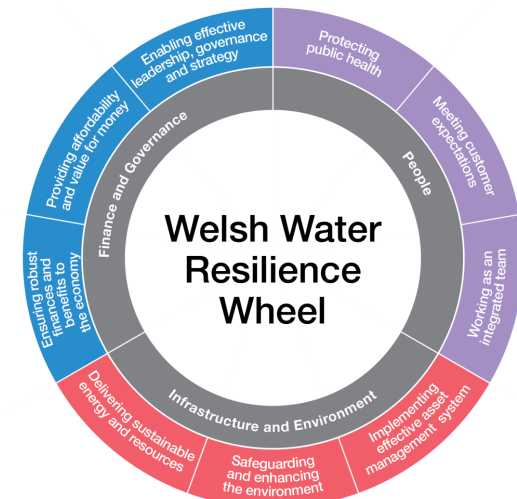 Welsh Water
Resilience
Wheel
People
Protecting
public health
Meeting customer
expectations
Working as an
integrated team
Infrastructure and Environment
Implementing
effective asset
management system
Safeguarding
and enhancing
the environment
Delivering sustainable
energy and resources
Finance and Governance
Ensuring robust
finances and
benefits to
the economy
Providing affordability
and value for money
Enabling effective
leadership, governance
and strategy